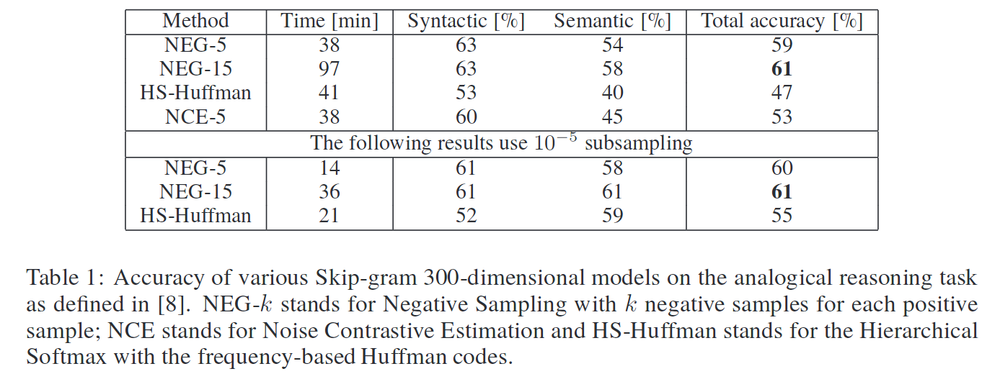 Method Time [min] Syntactic [%] Semantic [%] Total accuracy [%]
NEG-5 38 63 54 59
NEG-15 97 63 58 61
HS-Huffman 41 53 40 47
NCE-5 38 60 45 53
The following results use 10⁻⁵ subsampling
NEG-5 14 61 58 60
NEG-15 36 61 61 61
HS-Huffman 21 52 59 55
Table 1: Accuracy of various Skip-gram 300-dimensional models on the analogical reasoning task
as defined in [8]. NEG-k stands for Negative Sampling with k negative samples for each positive
sample; NCE stands for Noise Contrastive Estimation and HS-Huffman stands for the Hierarchical
Softmax with the frequency-based Huffman codes.